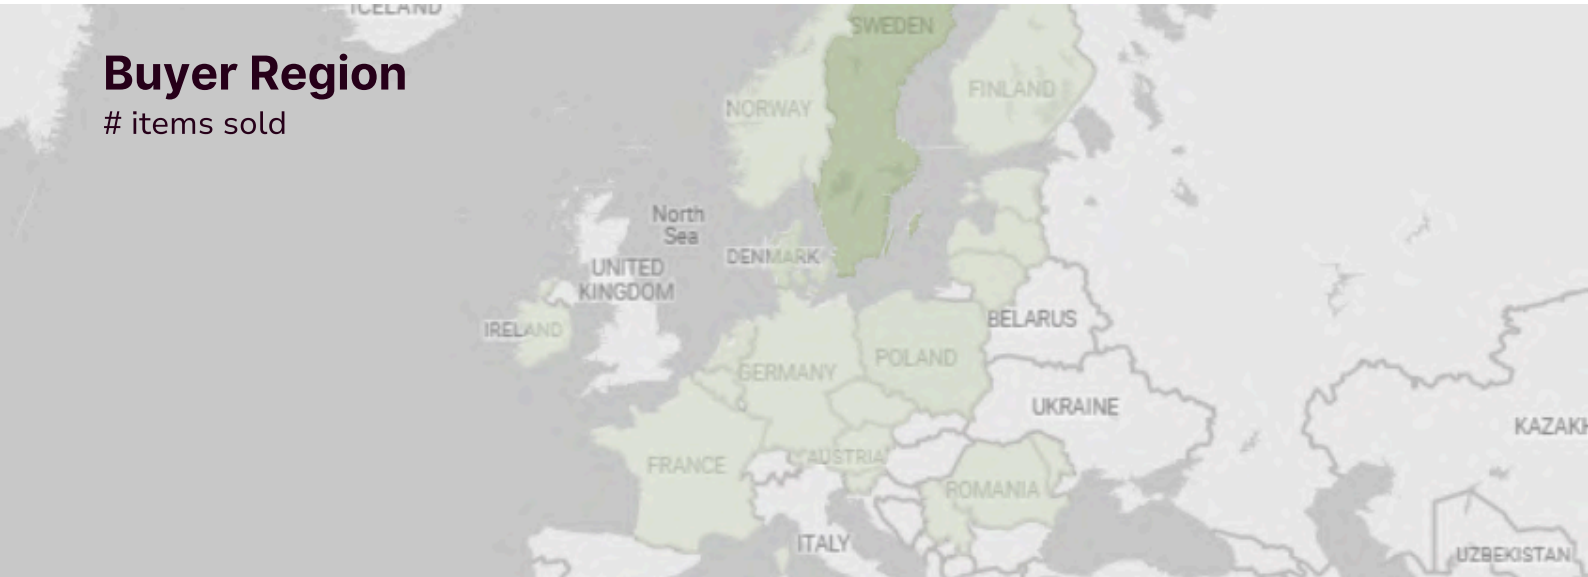 ICELAND
SWEDEN
Buyer Region
# items sold
FINLAND
NORWAY
North
Sea
DENMARK
UNITED
KINGDOM
IRELAND
BELARUS
POLAND
GERMANY
UKRAINE
KAZAKH
AUSTRIA
FRANCE
ROMANIA
ITALY
UZBEKISTAN